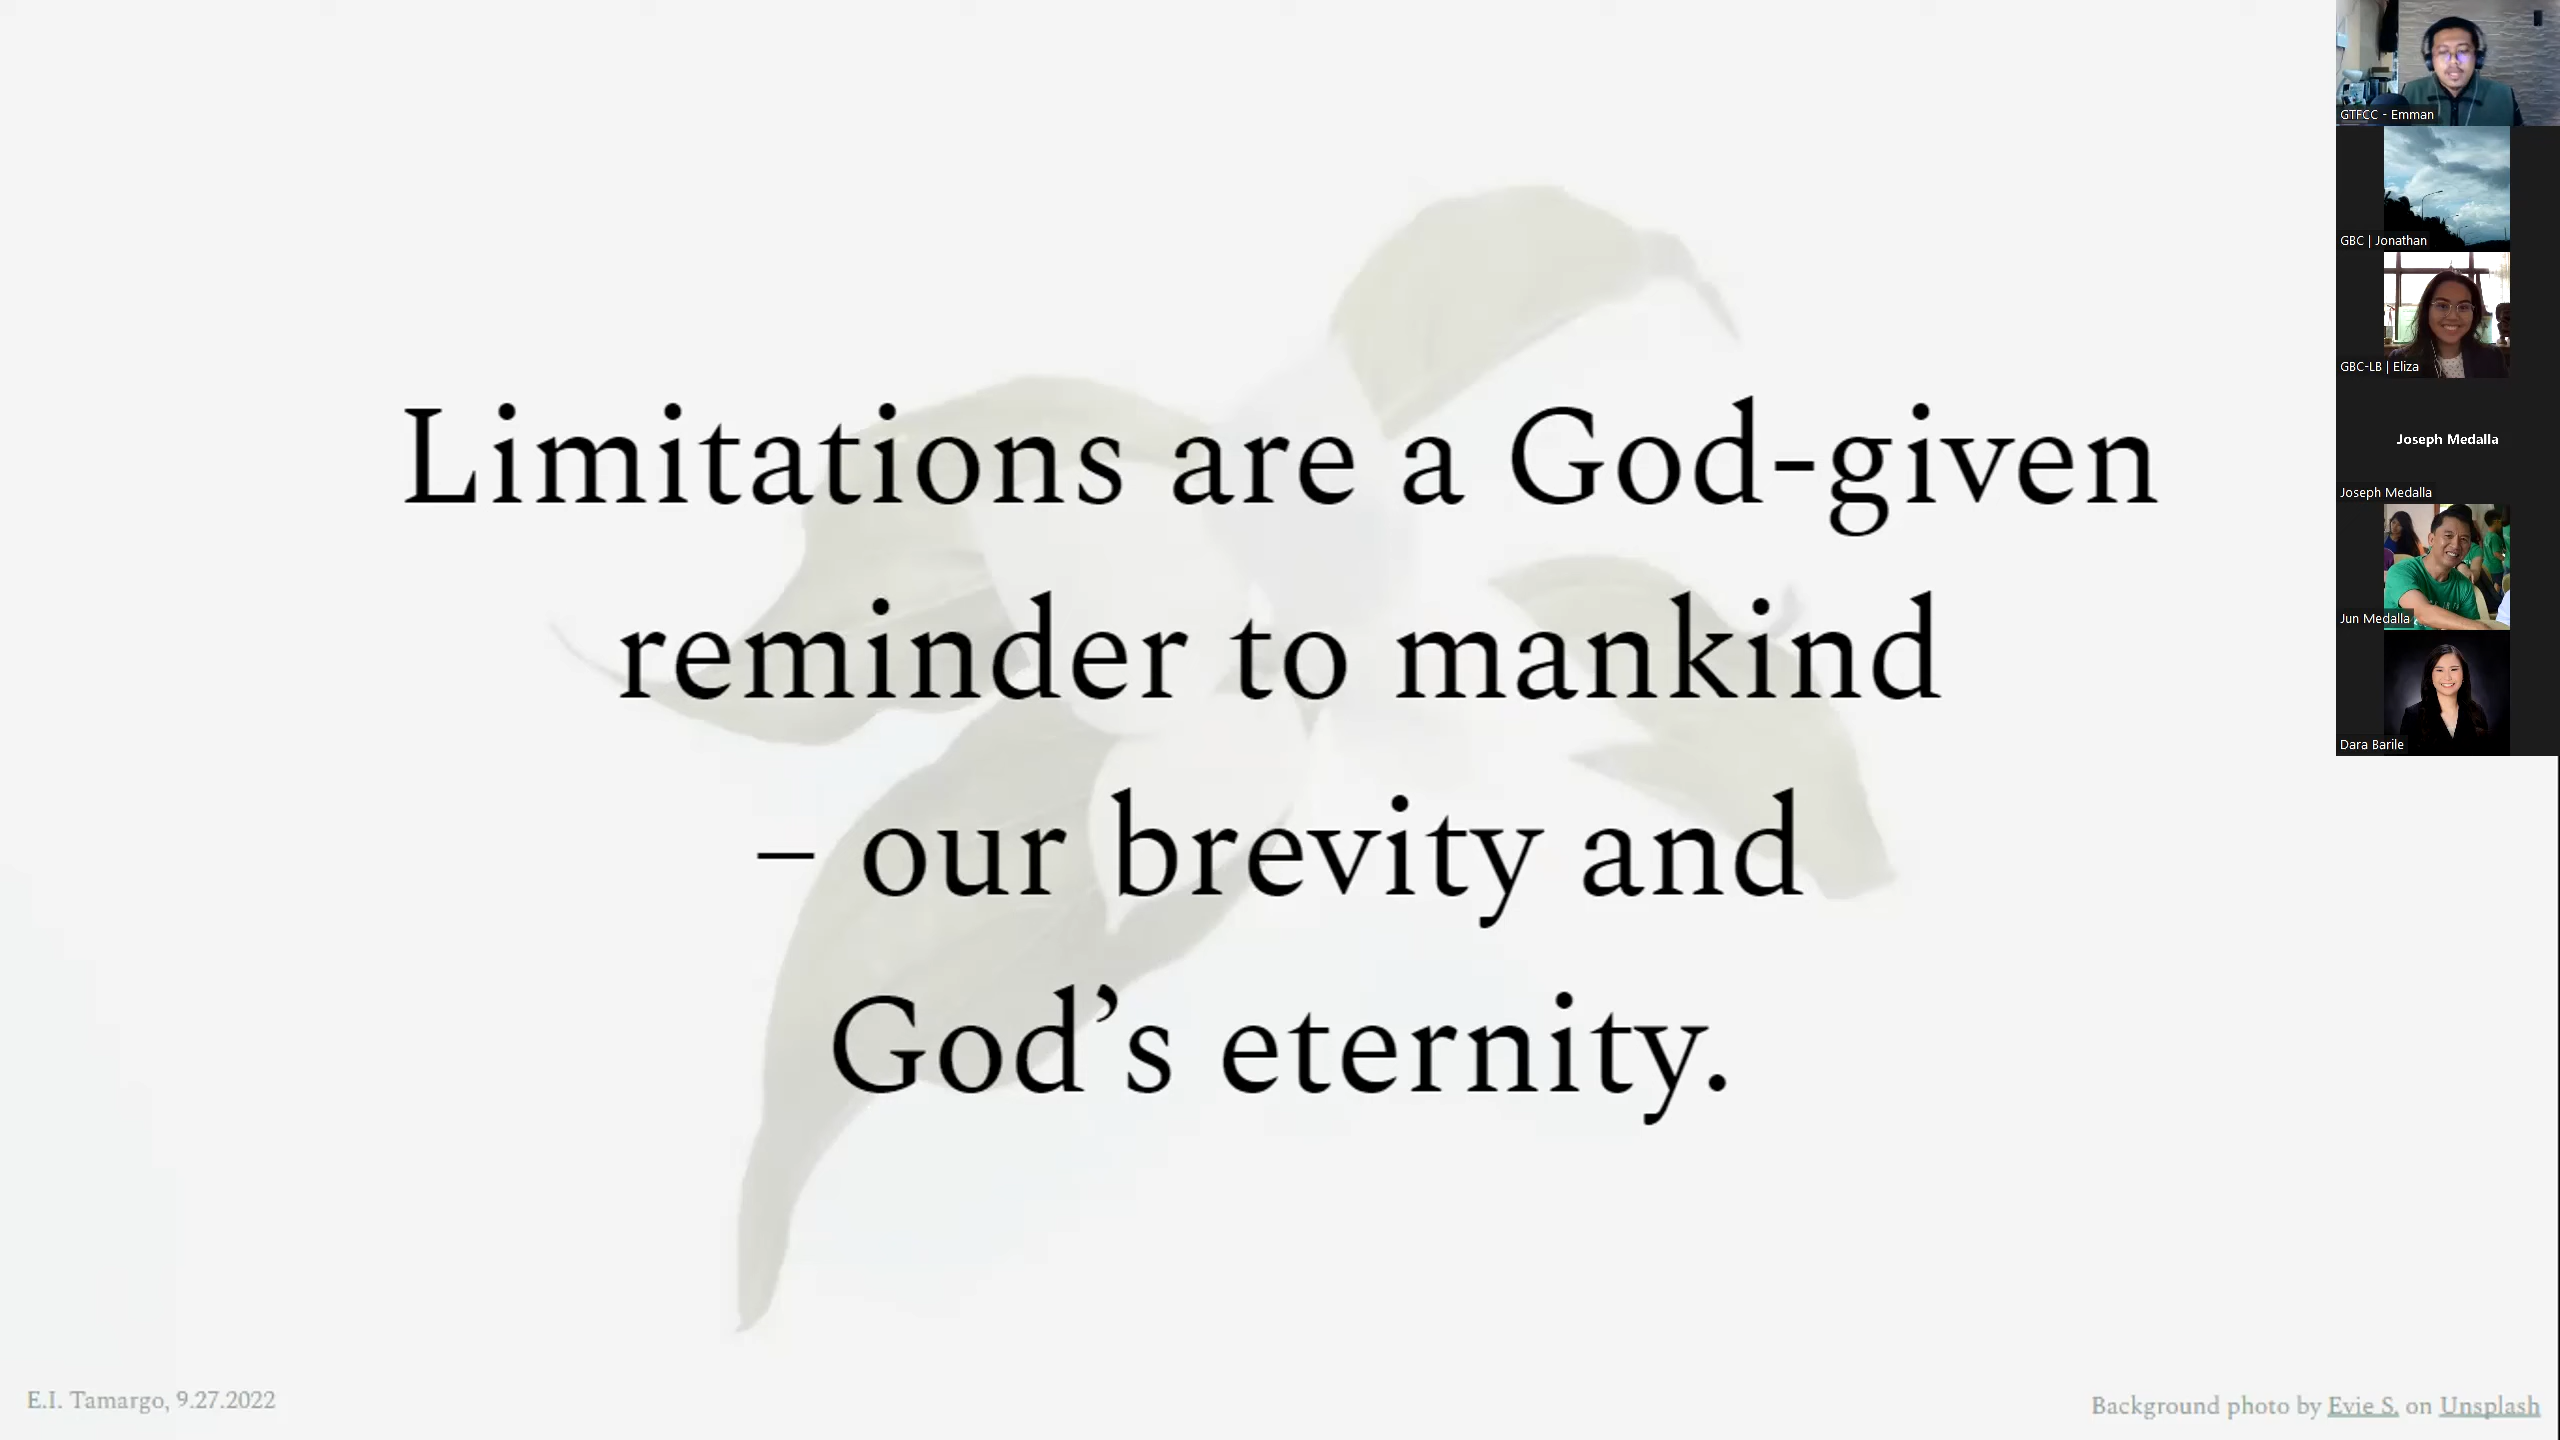 Limitations are a God-given
reminder to mankind
– our brevity and
God’s eternity.
E.I. Tamargo, 9.27.2022
Background photo by Evie S. on Unsplash
GTFCC - Emman
GBC | Jonathan
GBC-LB | Eliza
Joseph Medalla
Joseph Medalla
Jun Medalla
Dara Barile